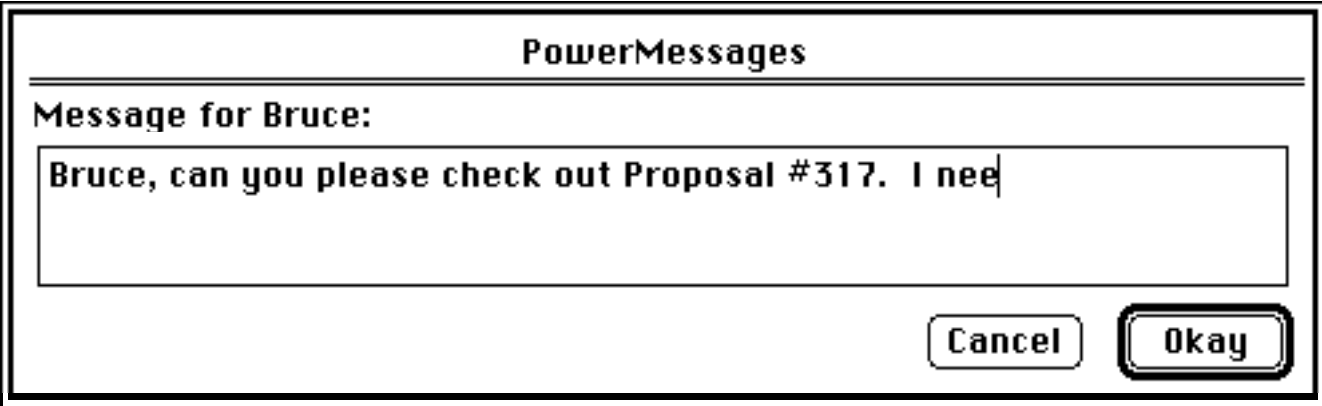 PowerMessages
Message for Bruce:
Bruce, can you please check out Proposal #317.  I nee
Cancel
Okay